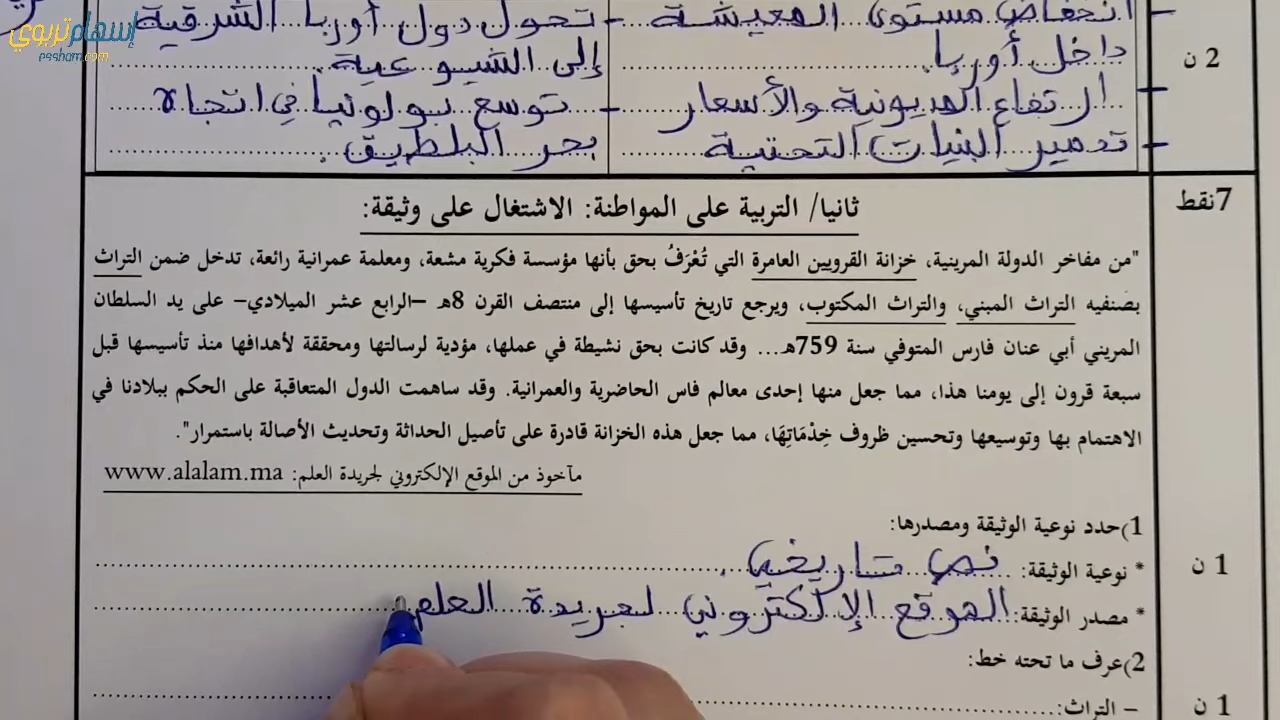 إسهام تربوي
essham.com
- انخفاض مستوى المعيشة
داخل أوربا.
- ارتفاع المديونية والأسعار
- تدمير البنيات التحتية
- تحول دول أوربا الشرقية
إلى الشيوعية.
- توسع بولونيا في اتجاه
بحر البلطيق.
2 ن
7نقط
ثانيا/ التربية على المواطنة: الاشتغال على وثيقة:
"من مفاخر الدولة المرينية، خزانة القرويين العامرة التي تُعْرَفُ بحق بأنها مؤسسة فكرية مشعة، ومعلمة عمرانية رائعة، تدخل ضمن التراث
بصنفيه التراث المبني، والتراث المكتوب، ويرجع تاريخ تأسيسها إلى منتصف القرن 8هـ –الرابع عشر الميلادي– على يد السلطان
المريني أبي عنان فارس المتوفي سنة 759هـ... وقد كانت بحق نشيطة في عملها، مؤدية لرسالتها ومحققة لأهدافها منذ تأسيسها قبل
سبعة قرون إلى يومنا هذا، مما جعل منها إحدى معالم فاس الحاضرية والعمرانية. وقد ساهمت الدول المتعاقبة على الحكم ببلادنا في
الاهتمام بها وتوسيعها وتحسين ظروف خِدْمَاتِهَا، مما جعل هذه الخزانة قادرة على تأصيل الحداثة وتحديث الأصالة باستمرار".
مآخوذ من الموقع الإلكتروني لجريدة العلم: www.alalam.ma
1)حدد نوعية الوثيقة ومصدرها:
* نوعية الوثيقة: نص تاريخي.
1 ن
* مصدر الوثيقة: الموقع الإلكتروني لجريدة العلم
2)عرف ما تحته خط:
- التراث:
1 ن